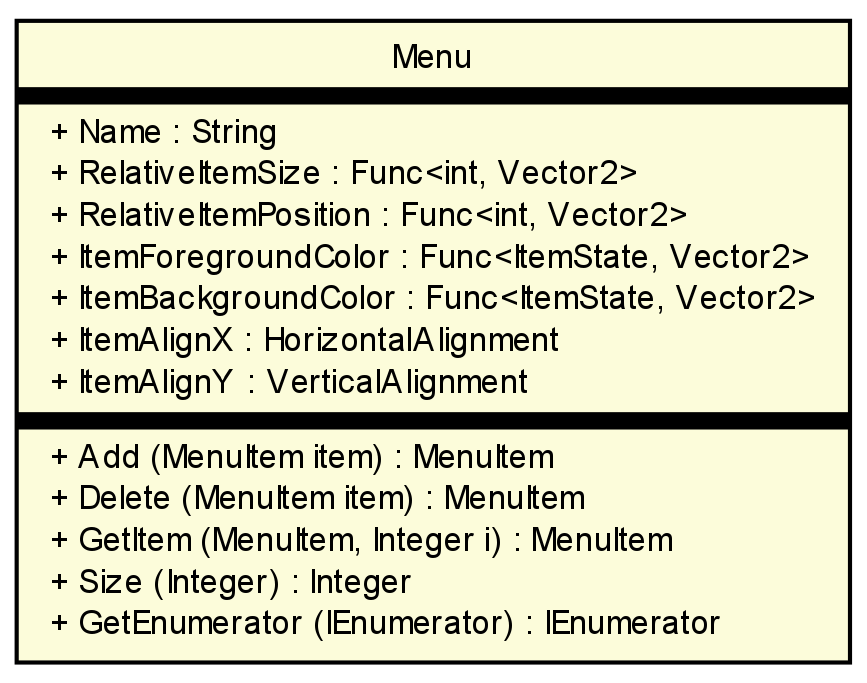 Menu
+ Name : String
+ RelativeItemSize : Func<int, Vector2>
+ RelativeItemPosition : Func<int, Vector2>
+ ItemForegroundColor : Func<ItemState, Vector2>
+ ItemBackgroundColor : Func<ItemState, Vector2>
+ ItemAlignX : HorizontalAlignment
+ ItemAlignY : VerticalAlignment
+ Add (MenuItem item) : MenuItem
+ Delete (MenuItem item) : MenuItem
+ GetItem (MenuItem, Integer i) : MenuItem
+ Size (Integer) : Integer
+ GetEnumerator (IEnumerator) : IEnumerator